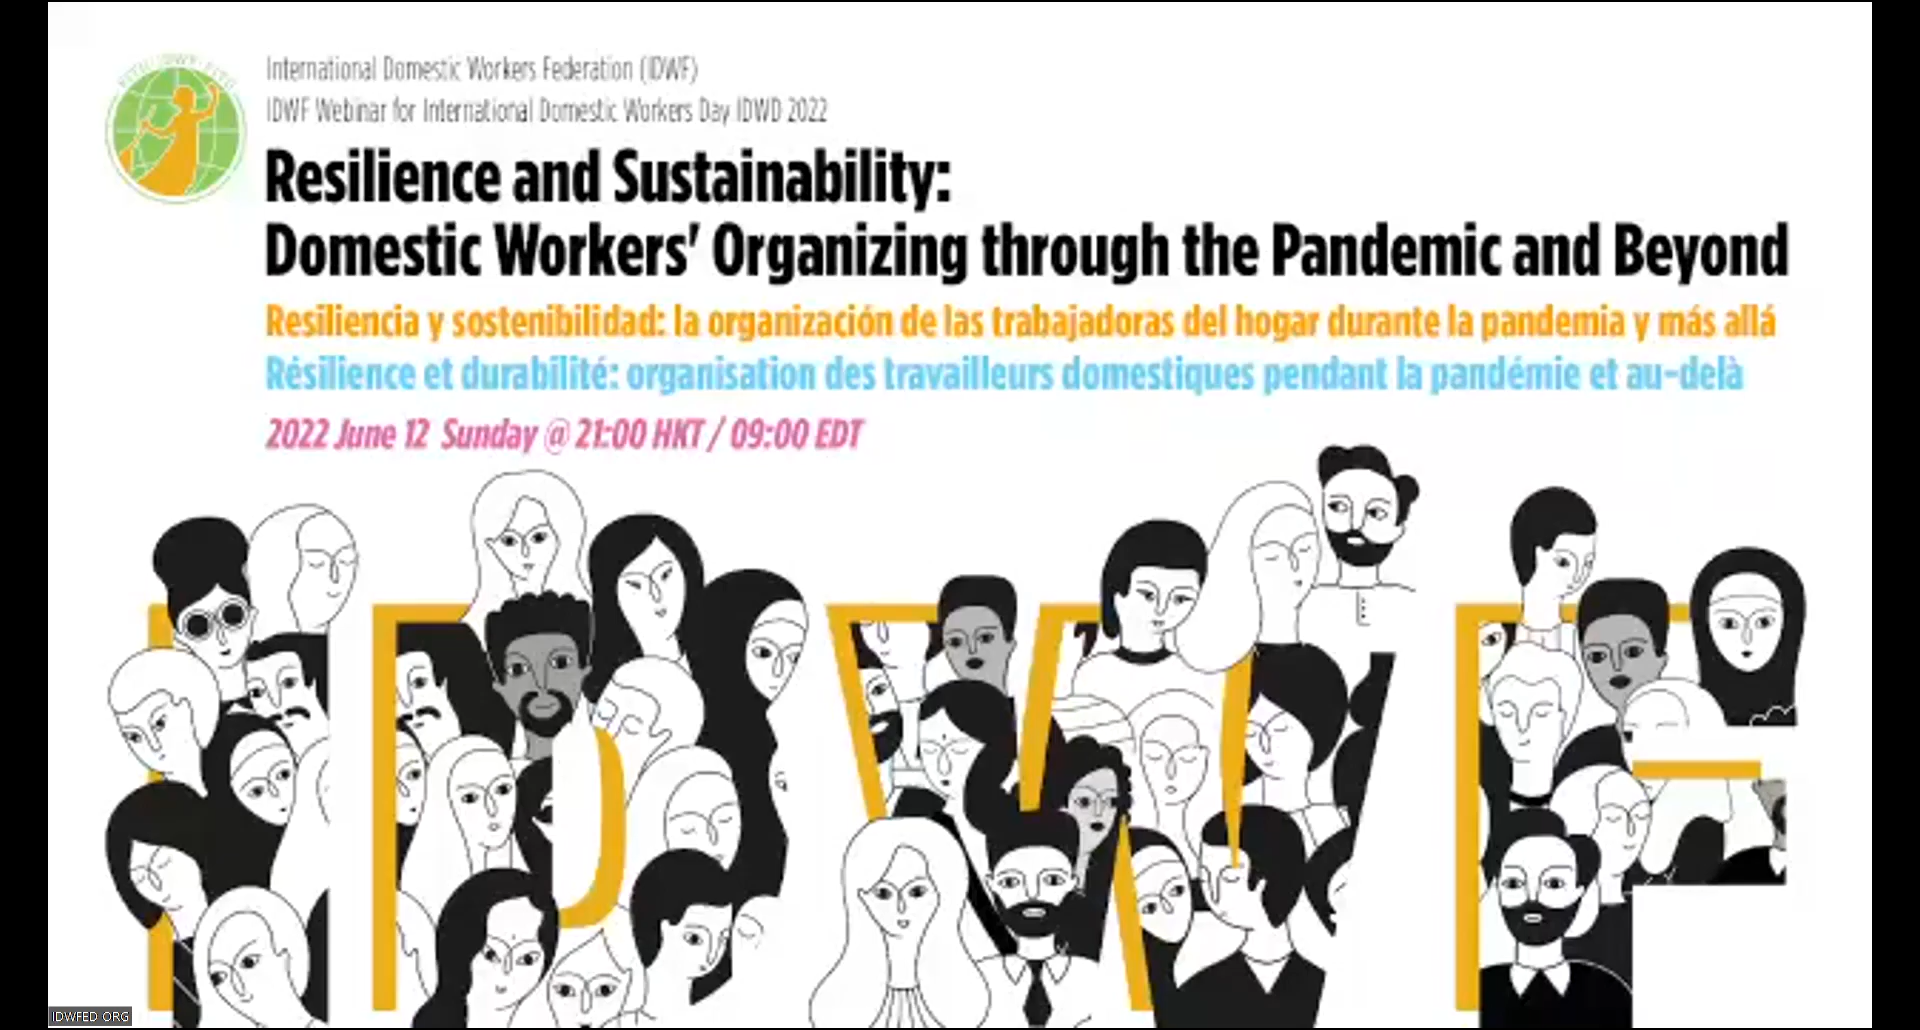 International Domestic Workers Federation (IDWF)
IDWF Webinar for International Domestic Workers Day IDWD 2022
Resilience and Sustainability:
Domestic Workers' Organizing through the Pandemic and Beyond
Resiliencia y sostenibilidad: la organización de las trabajadoras del hogar durante la pandemia y más allá
Résilience et durabilité: organisation des travailleurs domestiques pendant la pandémie et au-delà
2022 June 12 Sunday @ 21:00 HKT / 09:00 EDT
IDWF
IDWFED ORG